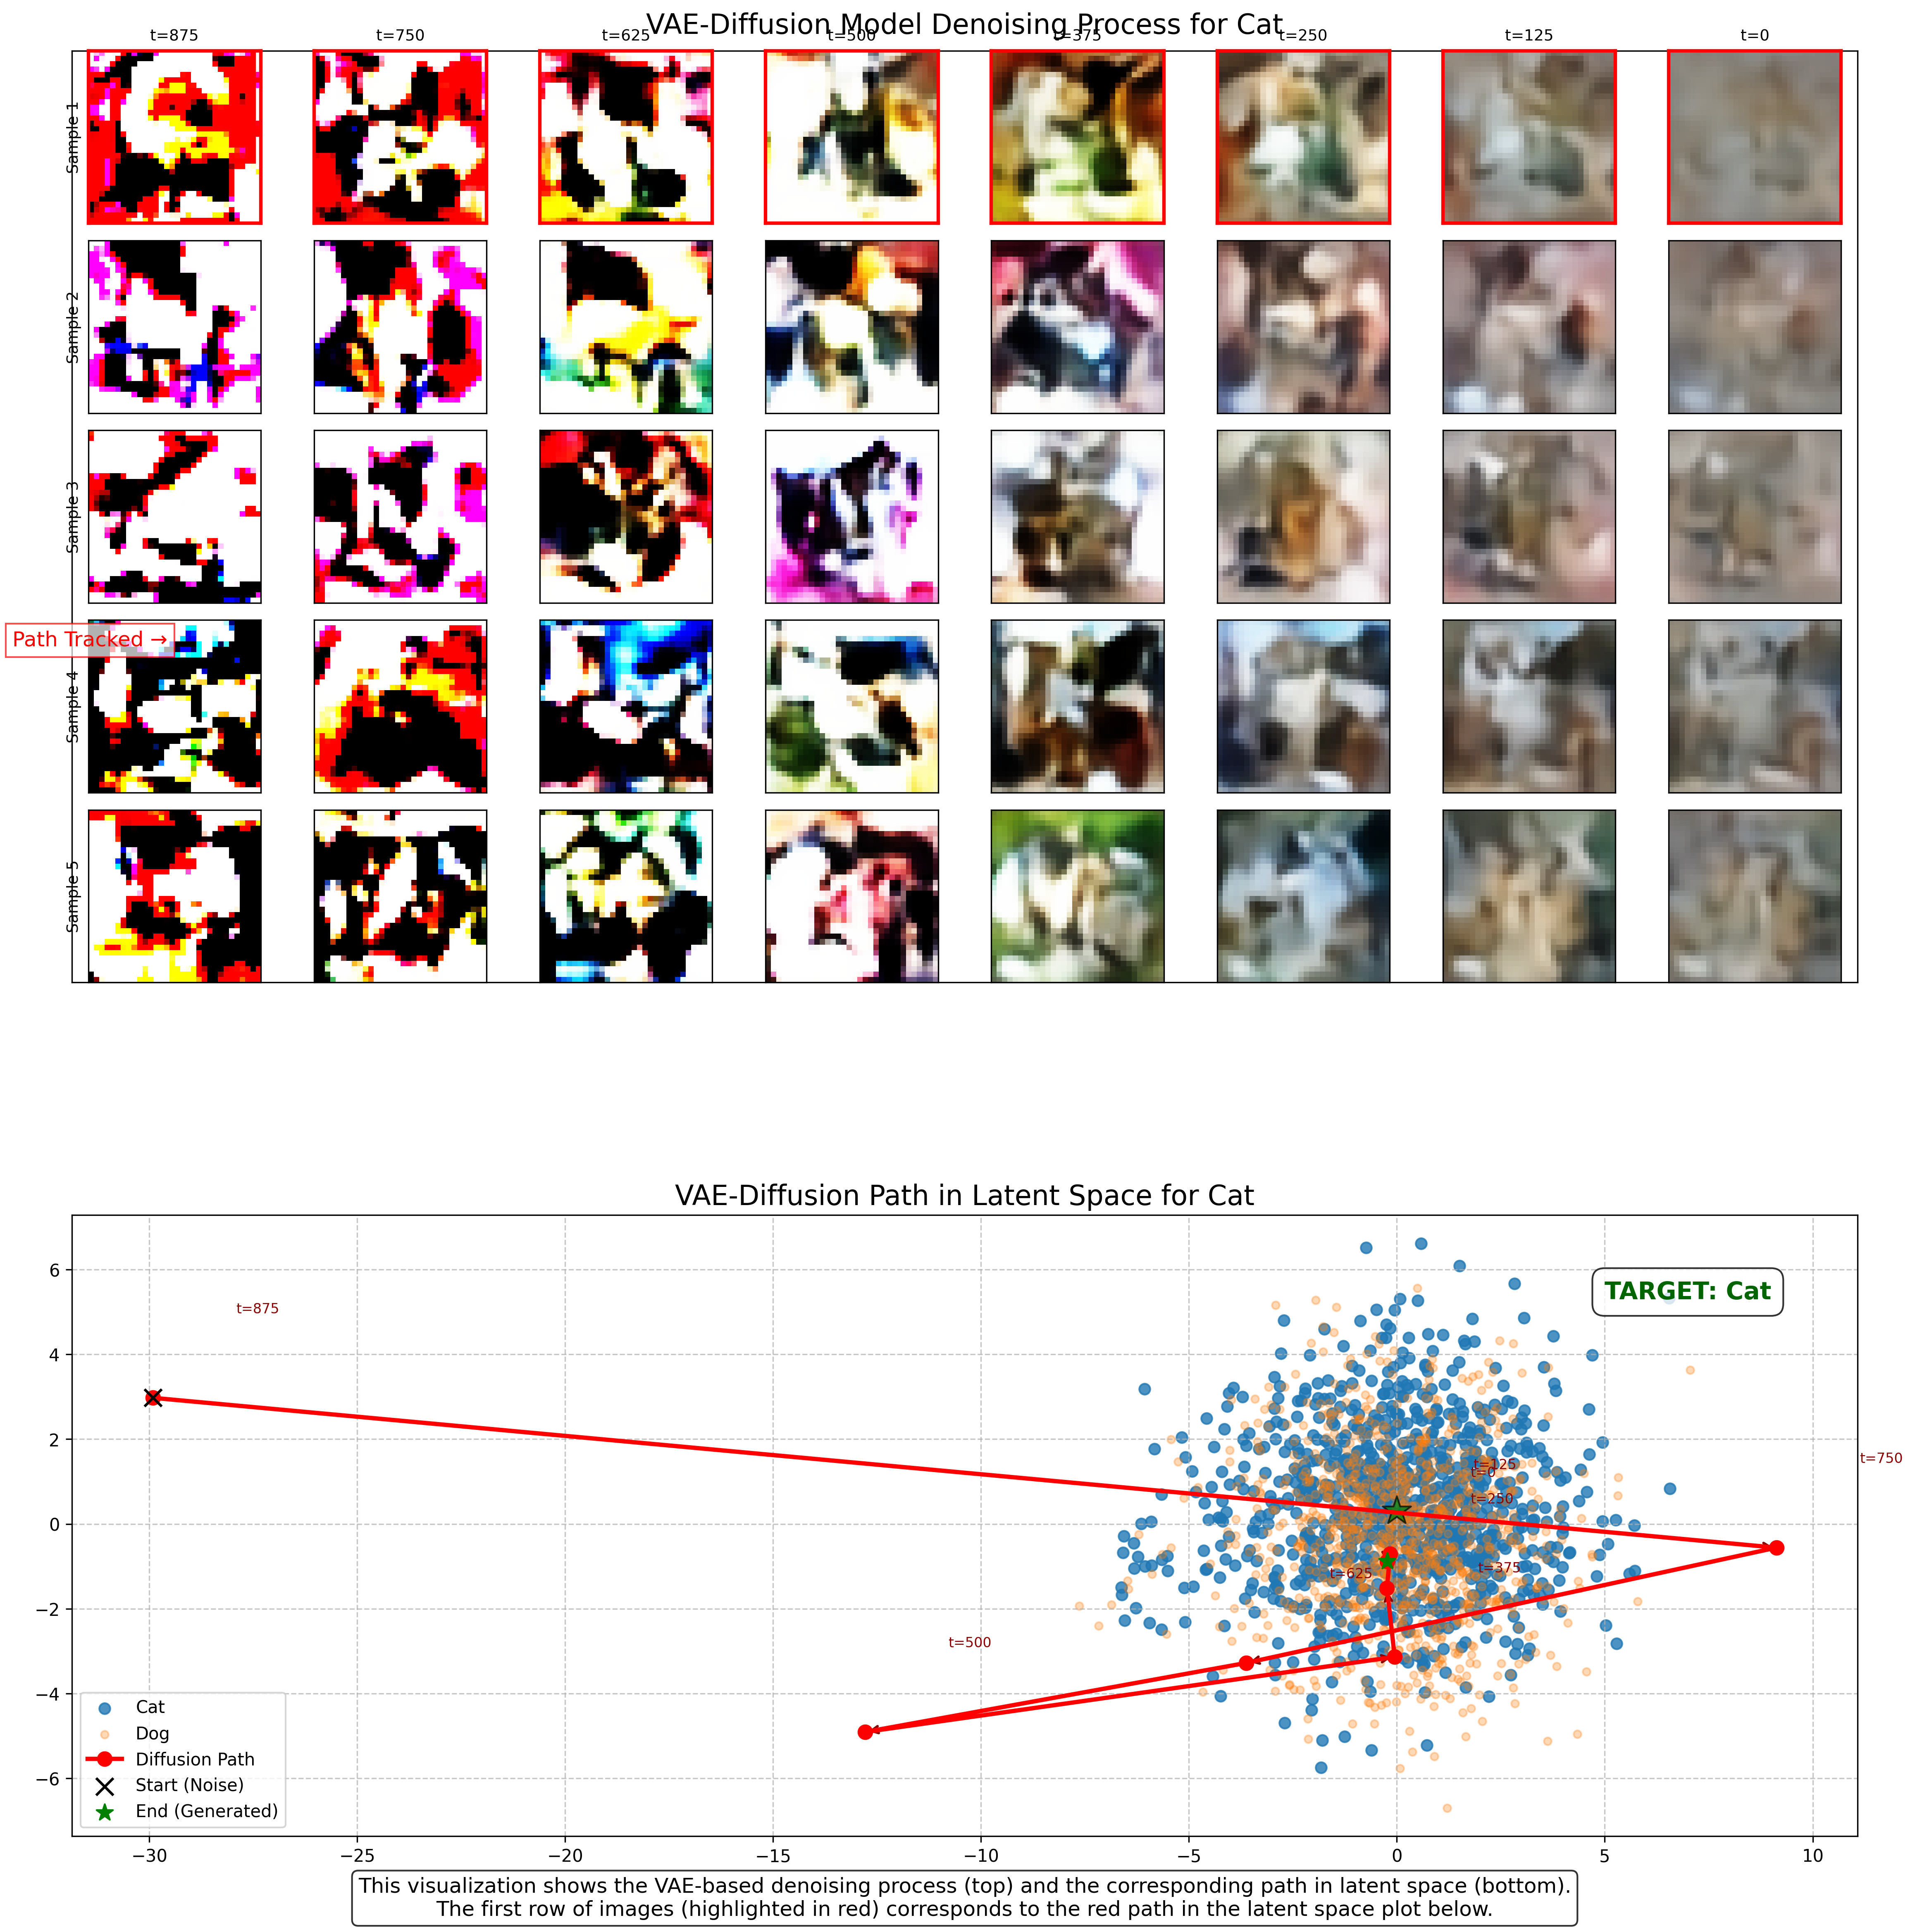 VAE-Diffusion Model Denoising Process for Cat
t=875 t=750 t=625 t=500 t=375 t=250 t=125 t=0
Sample 1
Sample 2
Sample 3
Path Tracked →
Sample 4
Sample 5
VAE-Diffusion Path in Latent Space for Cat
6
TARGET: Cat
t=875
4
2
t=750
t=125
t=0
t=250
0
t=375
t=625
−2
t=500
−4
Cat
Dog
Diffusion Path
−6
Start (Noise)
End (Generated)
−30 −25 −20 −15 −10 −5 0 5 10
This visualization shows the VAE-based denoising process (top) and the corresponding path in latent space (bottom).
The first row of images (highlighted in red) corresponds to the red path in the latent space plot below.